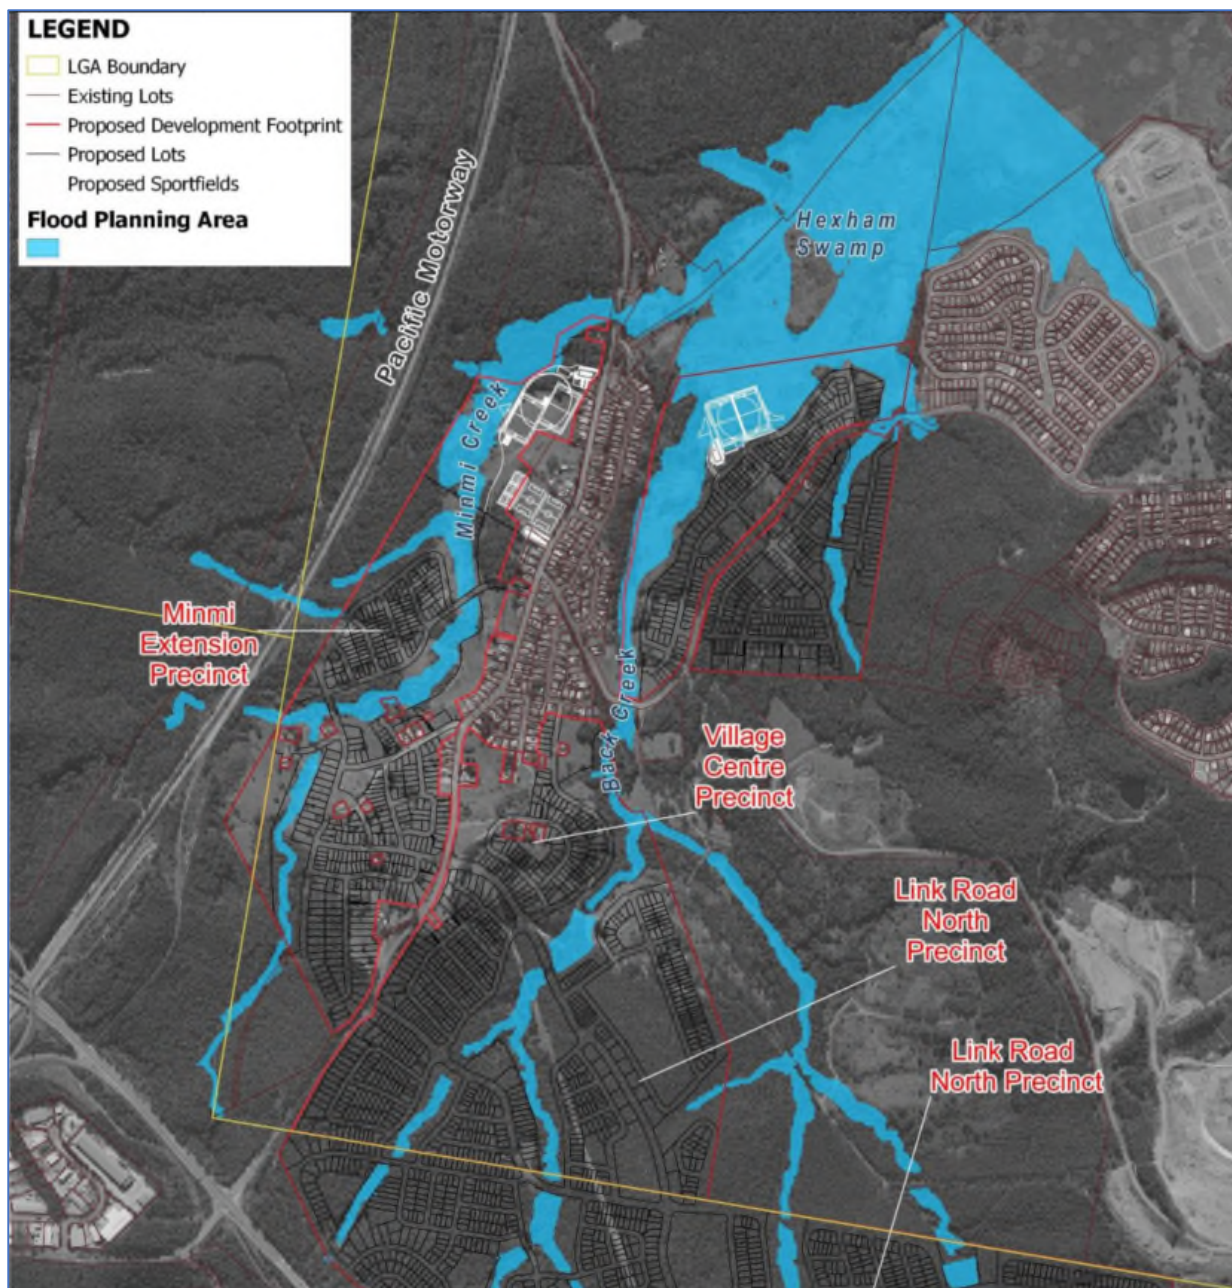 LEGEND
LGA Boundary
Existing Lots
Proposed Development Footprint
Proposed Lots
Proposed Sportfields
Flood Planning Area
Pacific Motorway
Hexham
Swamp
Minmi Creek
Minmi
Extension
Precinct
Back Creek
Village
Centre
Precinct
Link Road
North
Precinct
Link Road
North Precinct